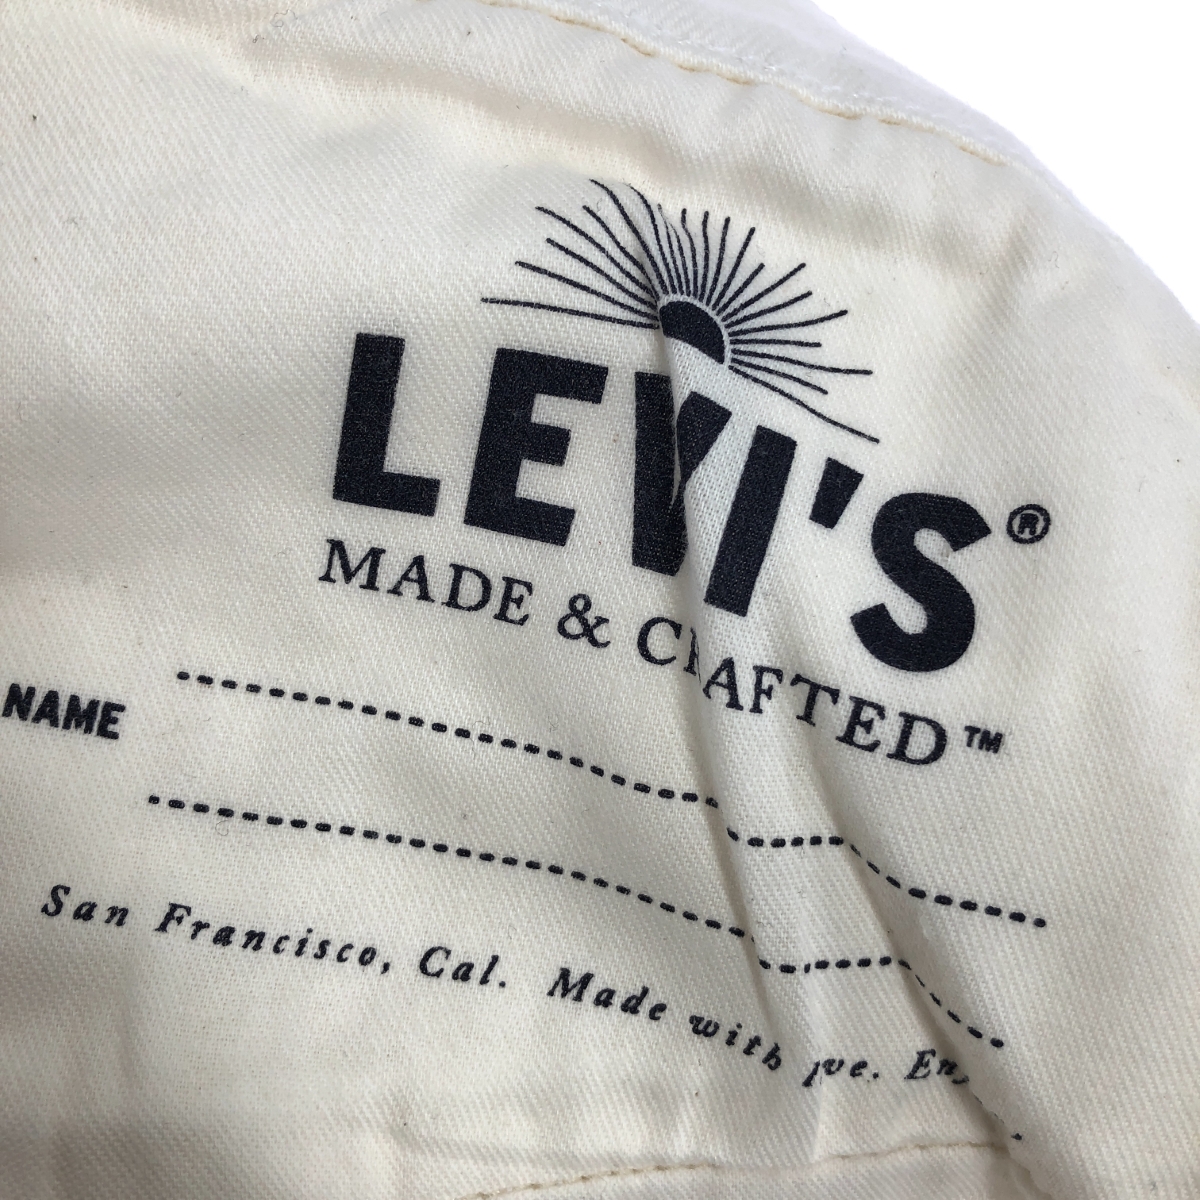 LEVI'S®
MADE & CRAFTED™
NAME
San Francisco, Cal. Made with